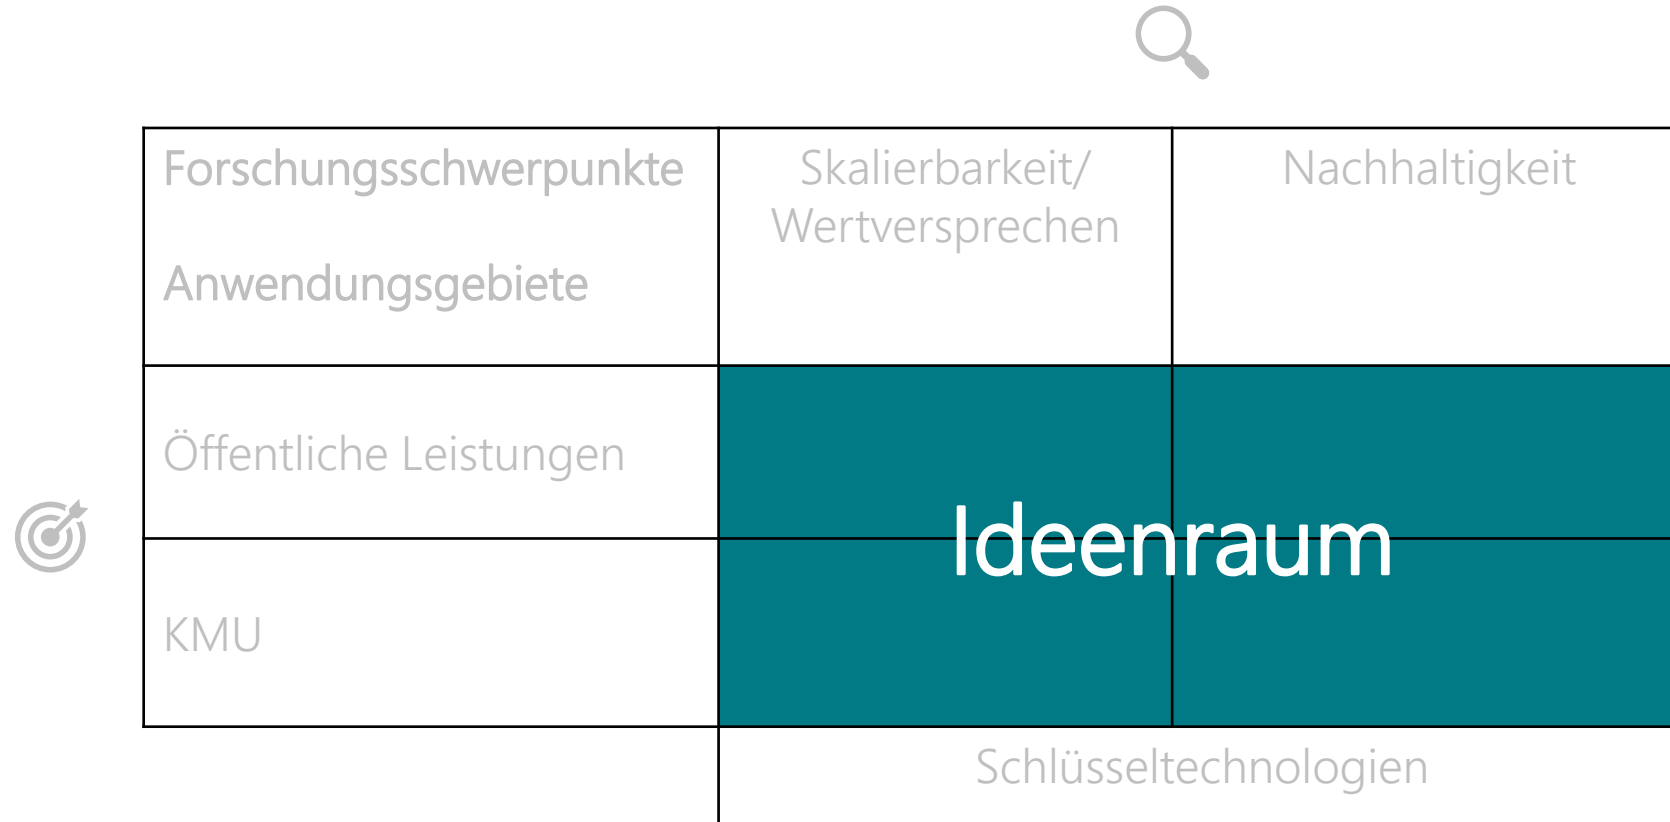 Forschungsschwerpunkte
Anwendungsgebiete
Skalierbarkeit/
Wertversprechen
Nachhaltigkeit
Öffentliche Leistungen
Ideenraum
KMU
Schlüsseltechnologien